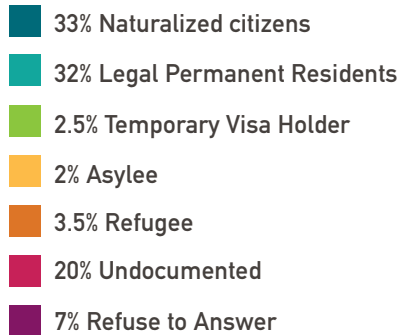 33% Naturalized citizens
32% Legal Permanent Residents
2.5% Temporary Visa Holder
2% Asylee
3.5% Refugee
20% Undocumented
7% Refuse to Answer